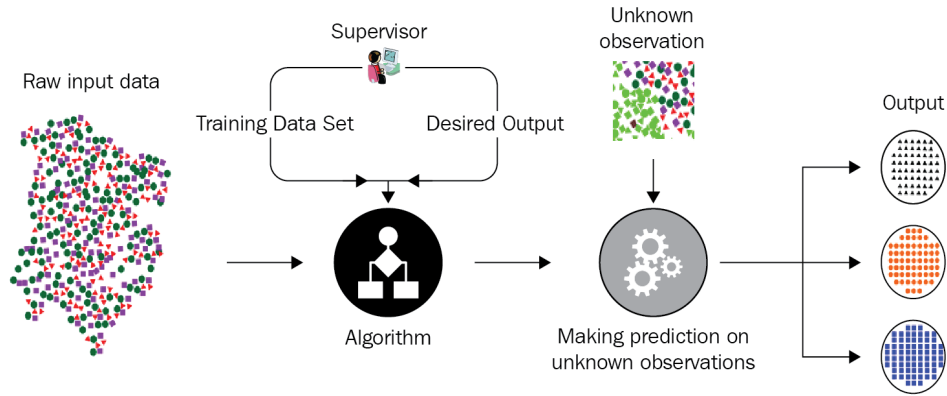 Raw input data
Supervisor
Training Data Set
Desired Output
Algorithm
Unknown
observation
Making prediction on
unknown observations
Output